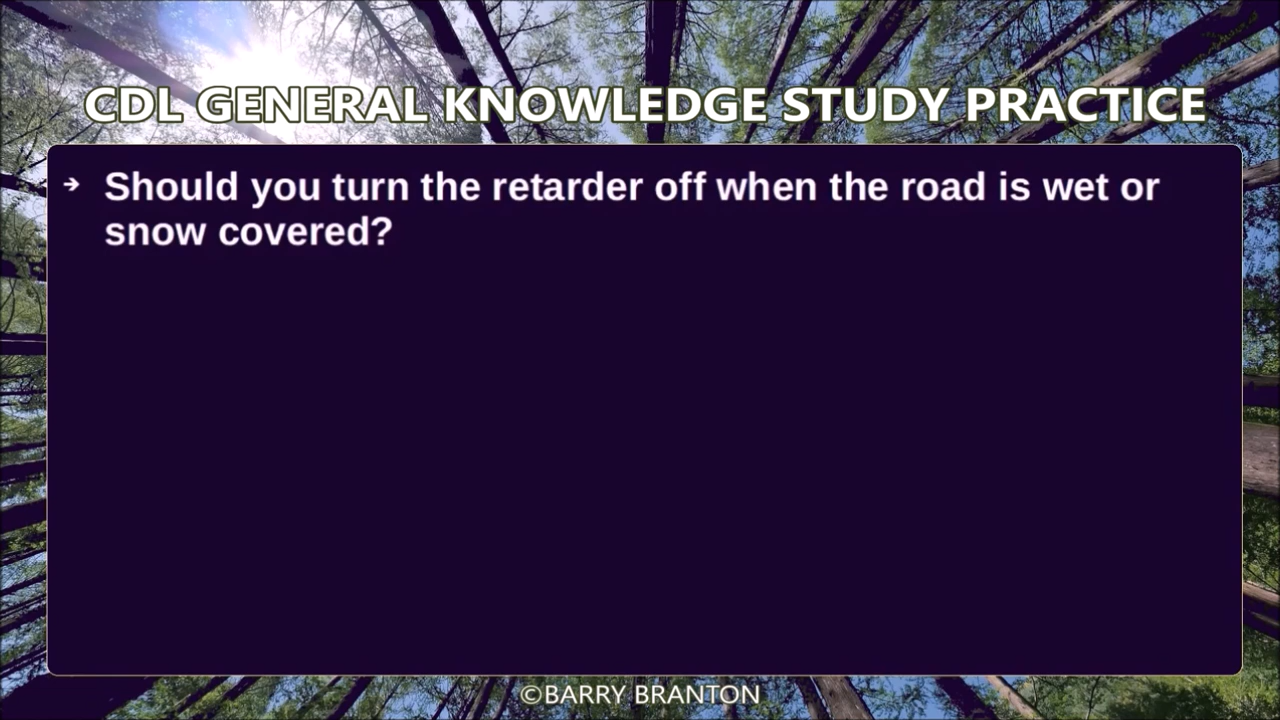 CDL GENERAL KNOWLEDGE STUDY PRACTICE
➔ Should you turn the retarder off when the road is wet or
snow covered?
©BARRY BRANTON